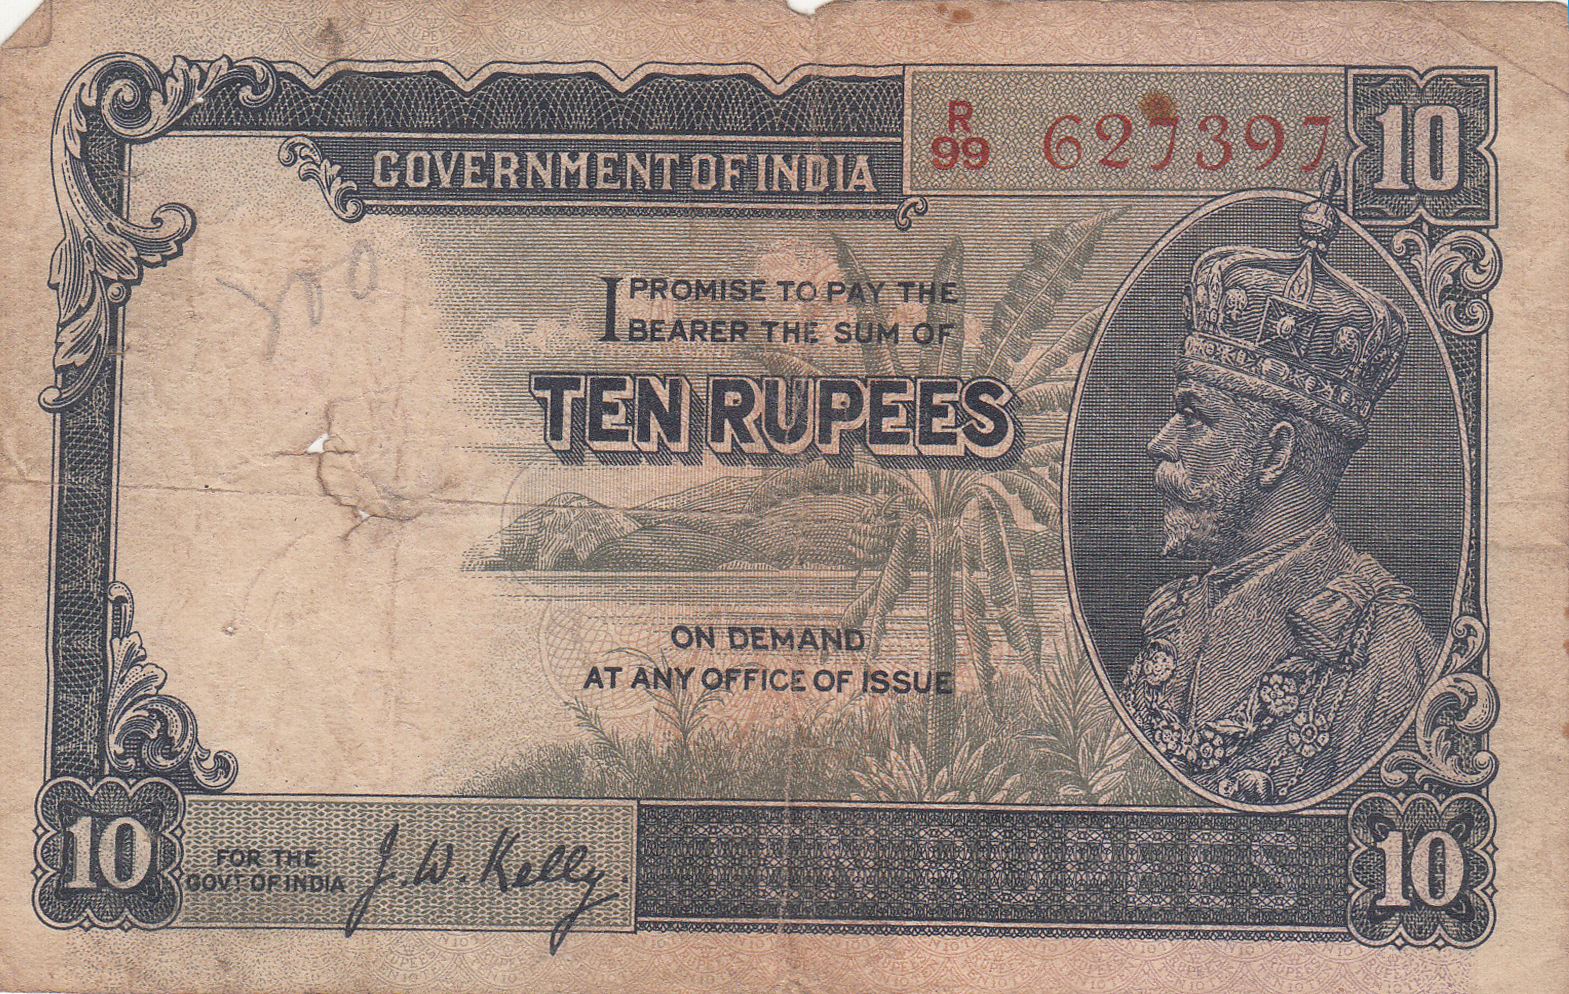 R
99 627397
10
GOVERNMENT OF INDIA
I PROMISE TO PAY THE
BEARER THE SUM OF
TEN RUPEES
ON DEMAND
AT ANY OFFICE OF ISSUE
10
FOR THE
GOVT OF INDIA
J. W. Kelly.
10